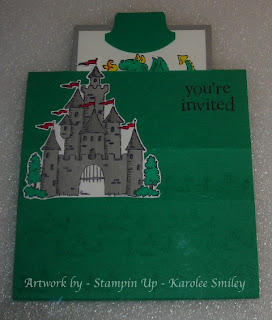 you're
invited
Artwork by - Stampin Up - Karolee Smiley